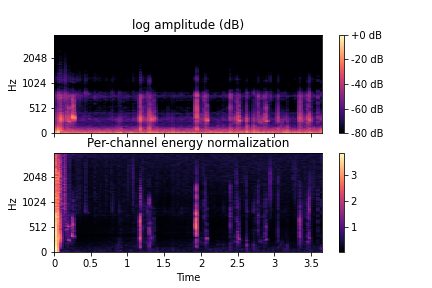 log amplitude (dB)
Hz
2048
1024
512
0
+0 dB
-20 dB
-40 dB
-60 dB
-80 dB
Per-channel energy normalization
Hz
2048
1024
512
0
0
0.5
1
1.5
2
2.5
3
3.5
Time
3
2
1